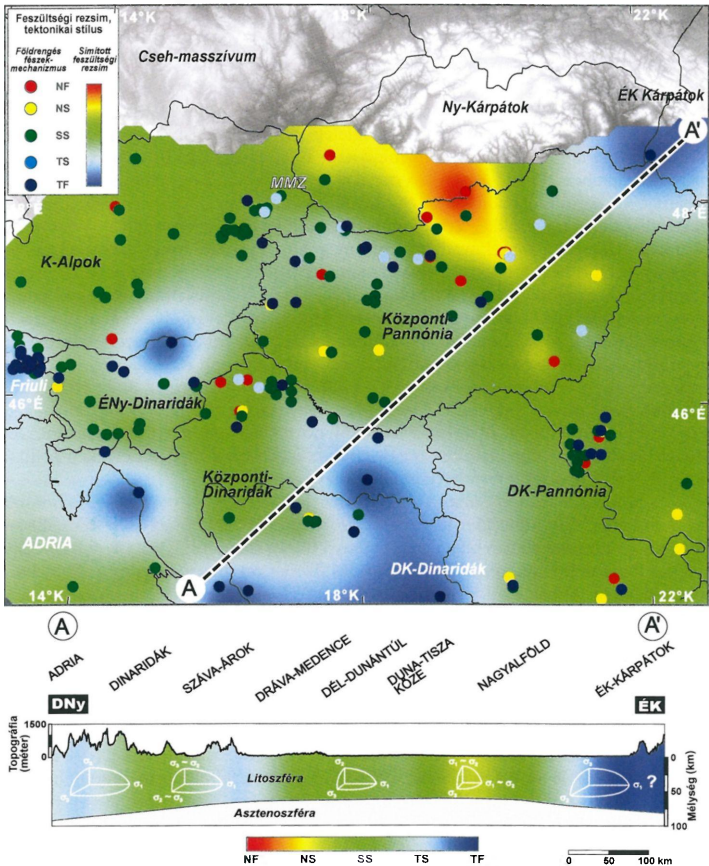 Feszültségi rezsim,
tektonikai stílus
Földrengés
fészek-
mechanizmus
Simított
feszültségi
rezsim
NF
NS
SS
TS
TF
14°K
18°K
22°K
Cseh-masszívum
Ny-Kárpátok
ÉK Kárpátok
A'
MMZ
48°É
K-Alpok
Központi-
Pannónia
Friuli
46°É
46°É
ÉNy-Dinaridák
Központi-
Dinaridák
DK-Pannónia
ADRIA
DK-Dinaridák
A
14°K
18°K
22°K
A
A'
ADRIA
DINARIDÁK
SZÁVA-ÁROK
DRÁVA-MEDENCE
DÉL-DUNÁNTÚL
DUNA-TISZA
KÖZE
NAGYALFÖLD
ÉK-KÁRPÁTOK
DNy
ÉK
Topográfia
(méter)
1500
0
Litoszféra
Asztenoszféra
?
0
50
100
Mélység (km)
NF
NS
SS
TS
TF
0
50
100 km